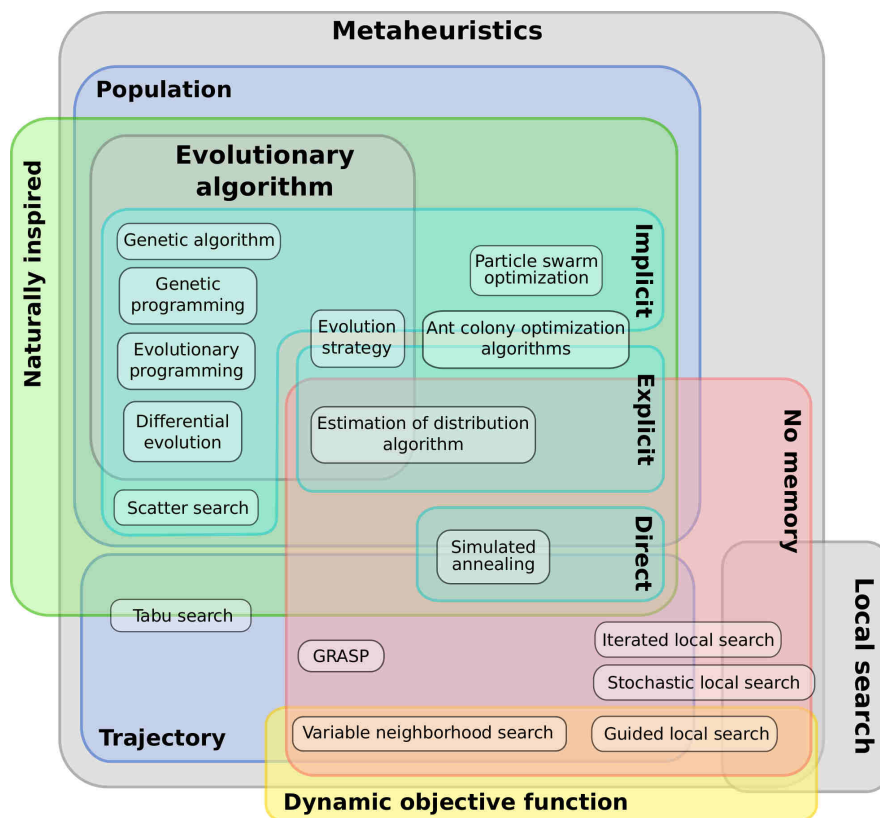 Metaheuristics
Population
Naturally inspired
Evolutionary
algorithm
Genetic algorithm
Implicit
Particle swarm
optimization
Genetic
programming
Evolution
strategy
Ant colony optimization
algorithms
Evolutionary
programming
Explicit
Differential
evolution
Estimation of distribution
algorithm
No memory
Scatter search
Direct
Simulated
annealing
Tabu search
Local search
Iterated local search
GRASP
Stochastic local search
Trajectory
Variable neighborhood search
Guided local search
Dynamic objective function